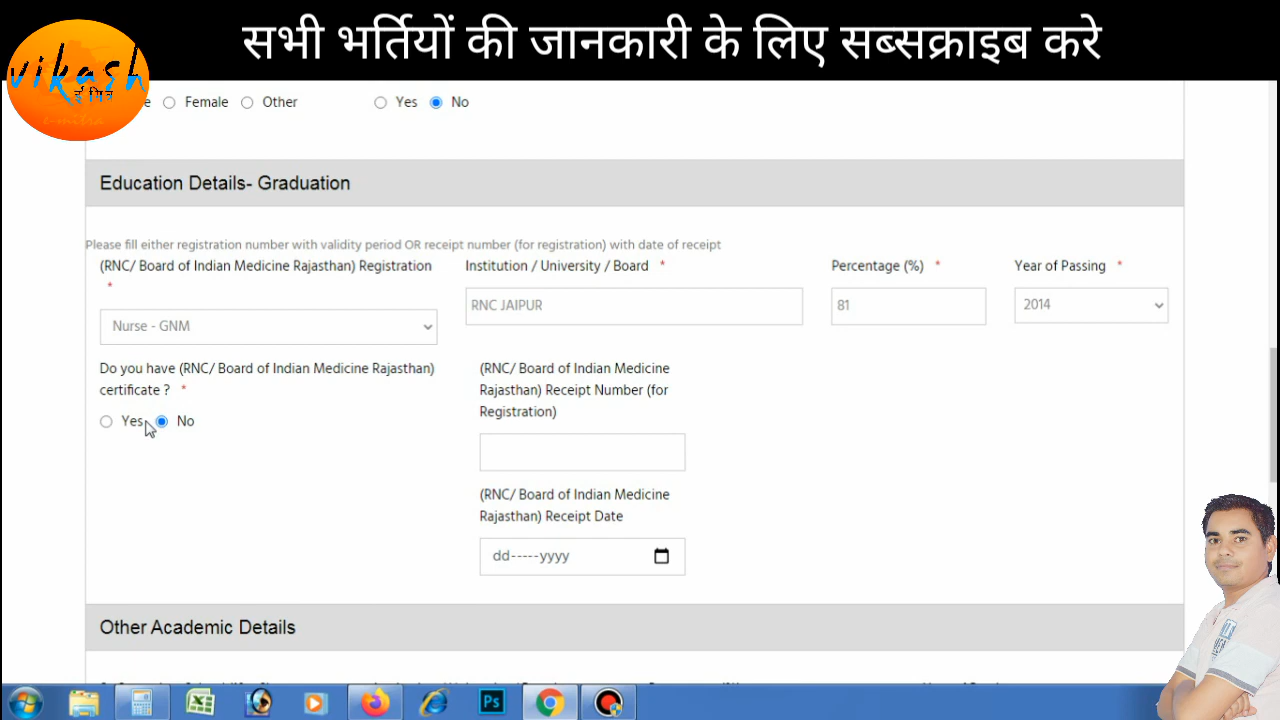 सभी भर्तियों की जानकारी के लिए सब्सक्राइब करे
vikash
ई मित्र
e-mitra
e Female Other Yes No
Education Details- Graduation
Please fill either registration number with validity period OR receipt number (for registration) with date of receipt
(RNC/ Board of Indian Medicine Rajasthan) Registration *
Institution / University / Board *
Percentage (%) *
Year of Passing *
Nurse - GNM
RNC JAIPUR
81
2014
Do you have (RNC/ Board of Indian Medicine Rajasthan)
certificate ? *
Yes No
(RNC/ Board of Indian Medicine
Rajasthan) Receipt Number (for
Registration)
(RNC/ Board of Indian Medicine
Rajasthan) Receipt Date
dd-----yyyy
Other Academic Details
Ps